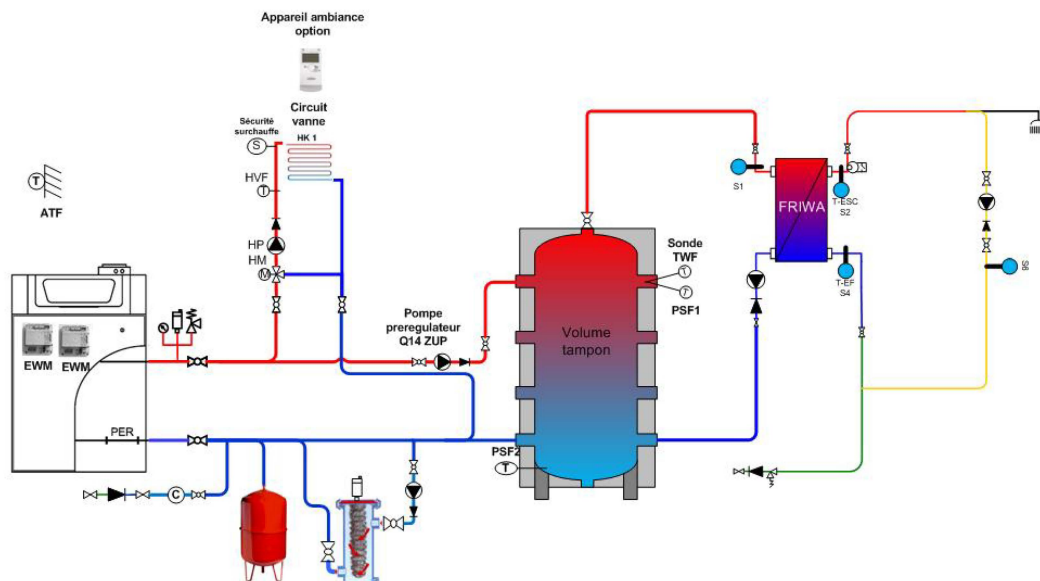 Appareil ambiance
option
Circuit
vanne
HK 1
Sécurité
surchauffe
S
HVF
T
HP
HM
M
T
ATF
EWM
EWM
PER
C
Pompe
preregulateur
Q14 ZUP
Volume
tampon
Sonde
TWF
T
T
PSF1
PSF2
T
S1
FRIWA
T-ESC
S2
T-EF
S4
S6